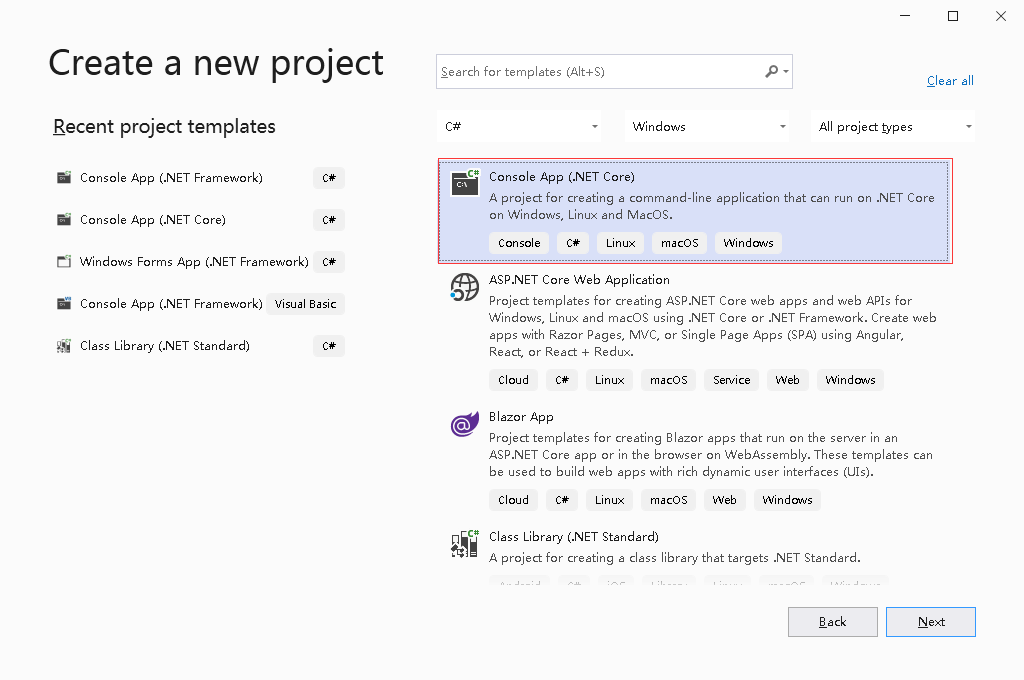 Create a new project
Search for templates (Alt+S)
Clear all
Recent project templates
C#
Windows
All project types
Console App (.NET Framework) C#
Console App (.NET Core) C#
Windows Forms App (.NET Framework) C#
Console App (.NET Framework) Visual Basic
Class Library (.NET Standard) C#
C#
C:\
Console App (.NET Core)
A project for creating a command-line application that can run on .NET Core
on Windows, Linux and MacOS.
Console C# Linux macOS Windows
ASP.NET Core Web Application
Project templates for creating ASP.NET Core web apps and web APIs for
Windows, Linux and macOS using .NET Core or .NET Framework. Create web
apps with Razor Pages, MVC, or Single Page Apps (SPA) using Angular,
React, or React + Redux.
Cloud C# Linux macOS Service Web Windows
@
Blazor App
Project templates for creating Blazor apps that run on the server in an
ASP.NET Core app or in the browser on WebAssembly. These templates can
be used to build web apps with rich dynamic user interfaces (UIs).
Cloud C# Linux macOS Web Windows
C#
Class Library (.NET Standard)
A project for creating a class library that targets .NET Standard.
Android C# iOS Library Linux macOS Windows
Back
Next